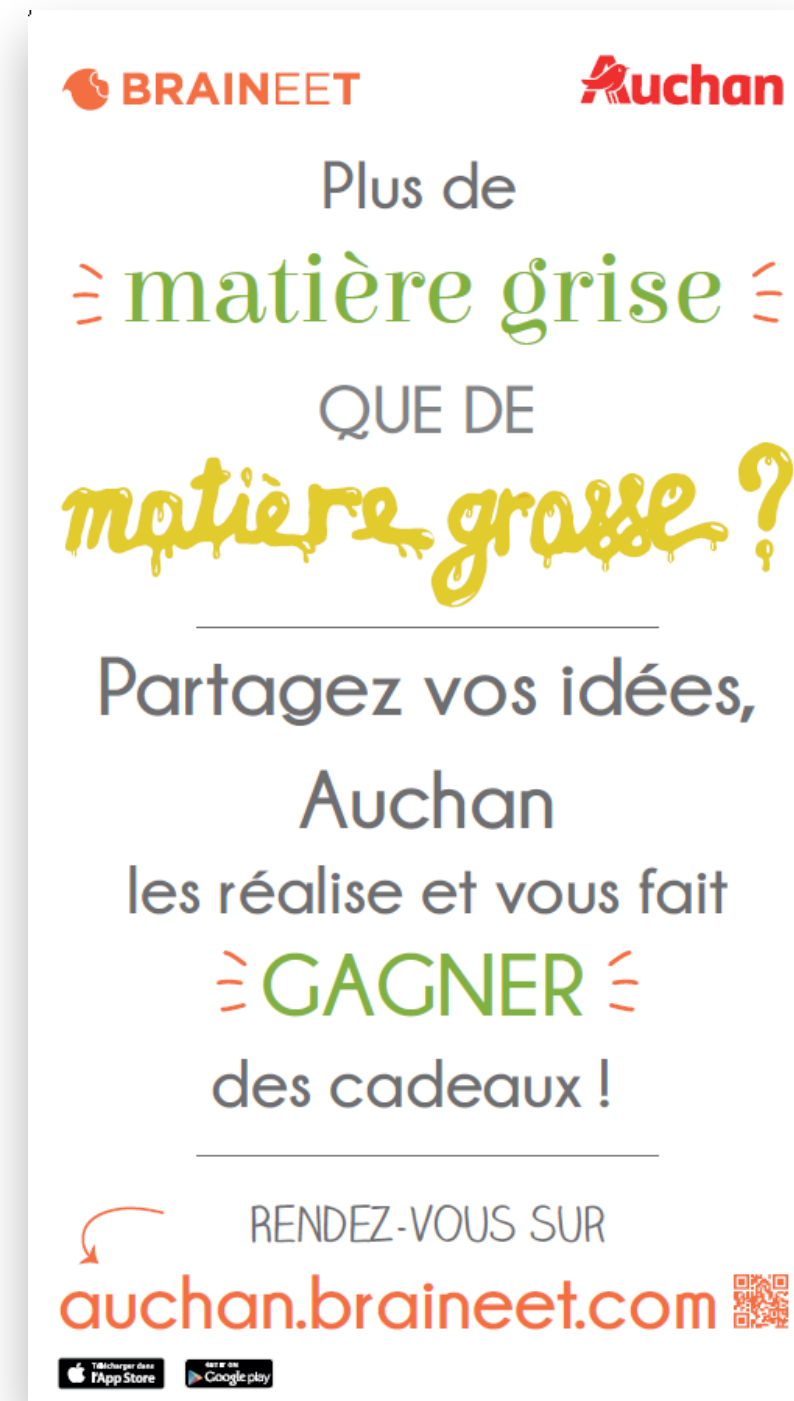 BRAINEET
Auchan
Plus de
matière grise
QUE DE
matière grasse ?
Partagez vos idées,
Auchan
les réalise et vous fait
GAGNER
des cadeaux !
RENDEZ-VOUS SUR
auchan.braineet.com
Télécharger dans
l'App Store
GET IT ON
Google play